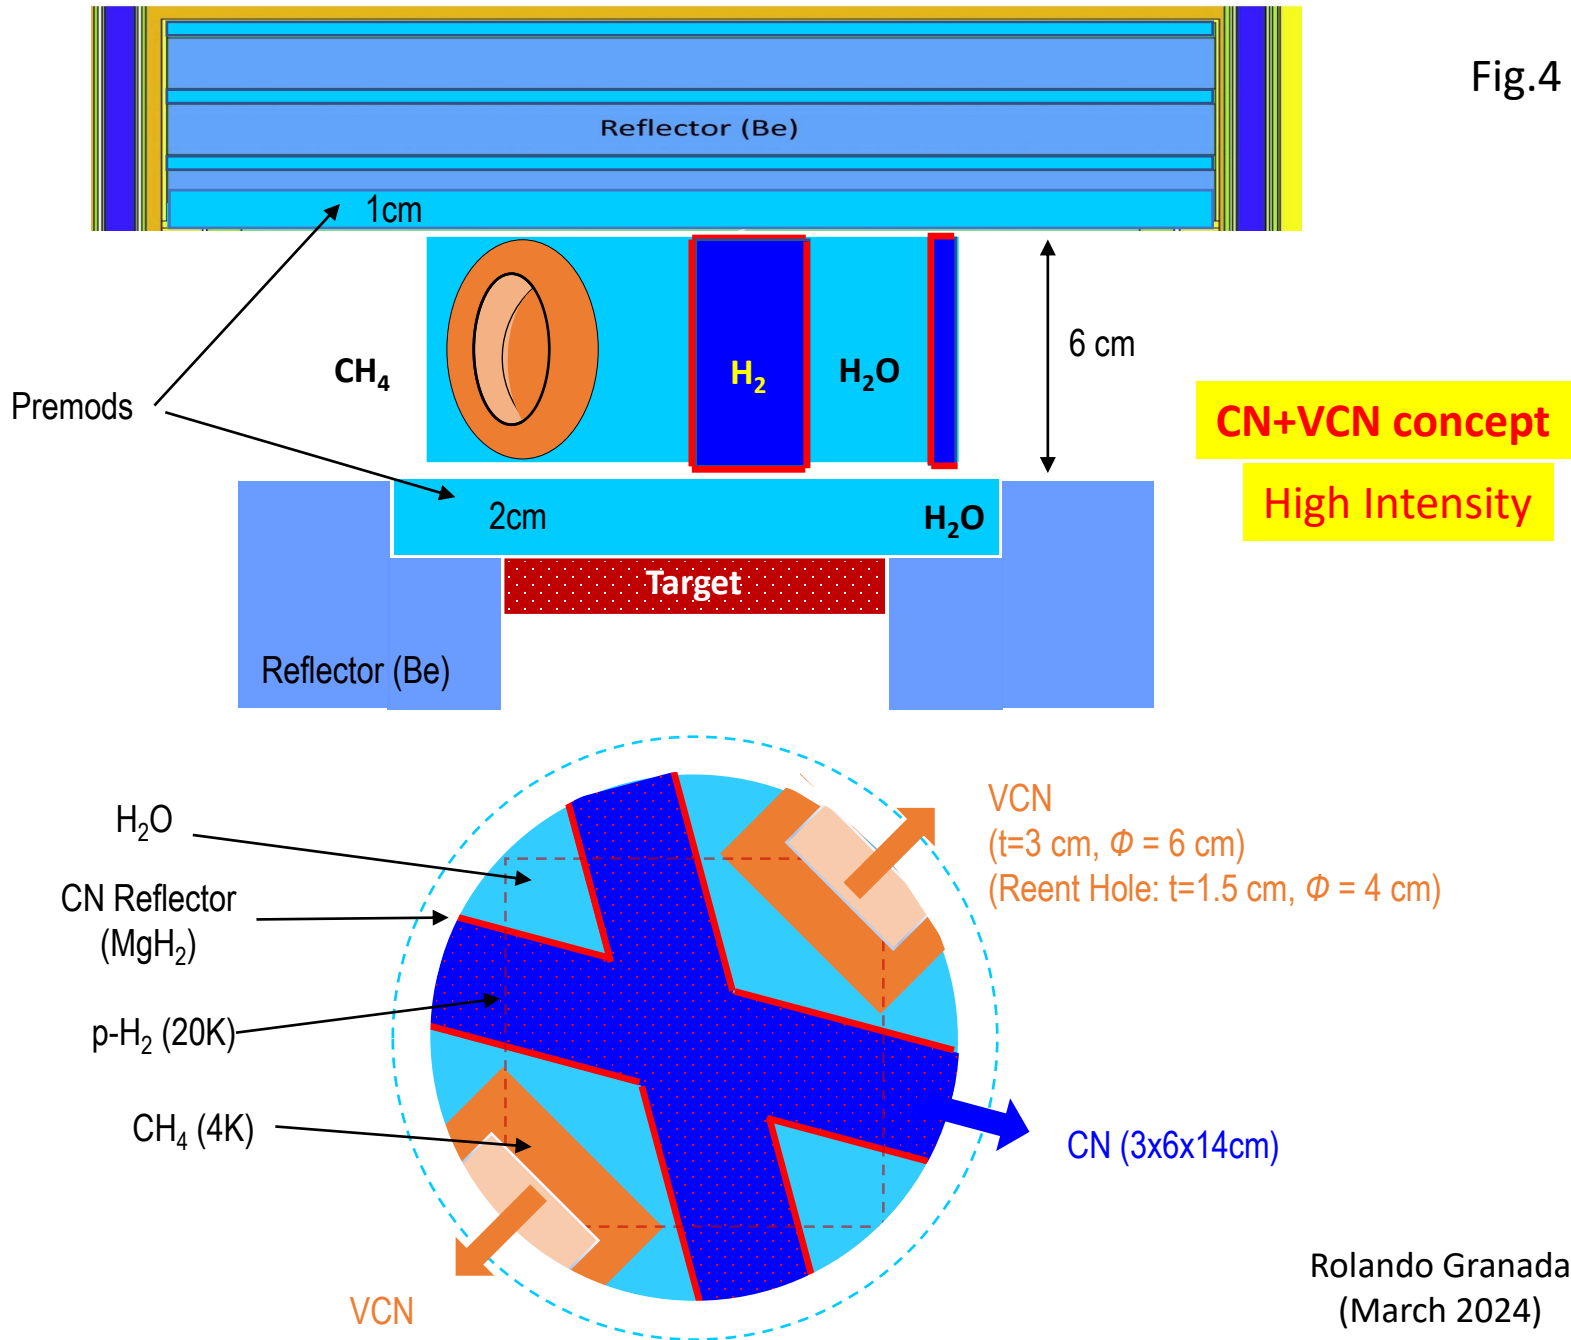 Fig.4
Reflector (Be)
1cm
CH₄
H₂
H₂O
6 cm
Premods
CN+VCN concept
High Intensity
2cm
H₂O
Target
Reflector (Be)
H₂O
CN Reflector
(MgH₂)
p-H₂ (20K)
CH₄ (4K)
VCN
(t=3 cm, Φ = 6 cm)
(Reent Hole: t=1.5 cm, Φ = 4 cm)
CN (3x6x14cm)
VCN
Rolando Granada
(March 2024)